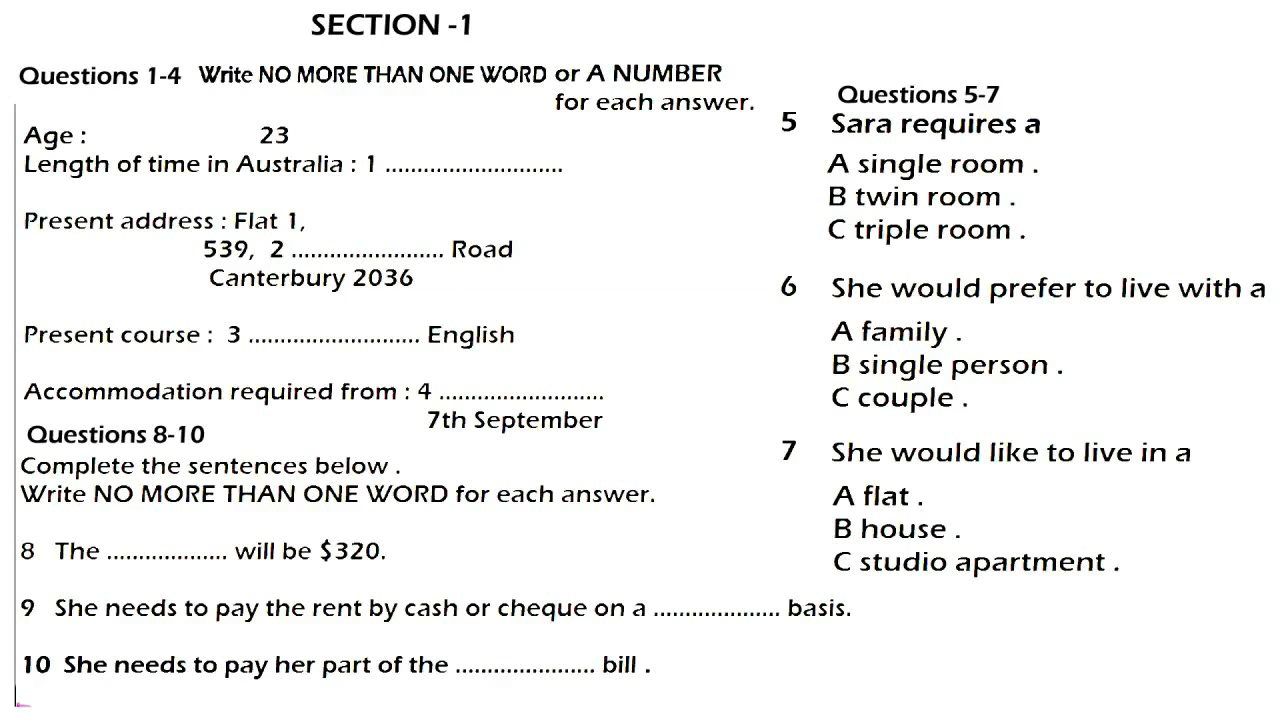 SECTION -1
Questions 1-4 Write NO MORE THAN ONE WORD or A NUMBER
for each answer.
Age : 23
Length of time in Australia : 1 ............................
Present address : Flat 1,
539, 2 ........................ Road
Canterbury 2036
Present course : 3 ........................... English
Accommodation required from : 4 ..........................
7th September
Questions 8-10
Complete the sentences below .
Write NO MORE THAN ONE WORD for each answer.
8 The ................... will be $320.
9 She needs to pay the rent by cash or cheque on a .................... basis.
10 She needs to pay her part of the ...................... bill .
Questions 5-7
5 Sara requires a
A single room .
B twin room .
C triple room .
6 She would prefer to live with a
A family .
B single person .
C couple .
7 She would like to live in a
A flat .
B house .
C studio apartment .